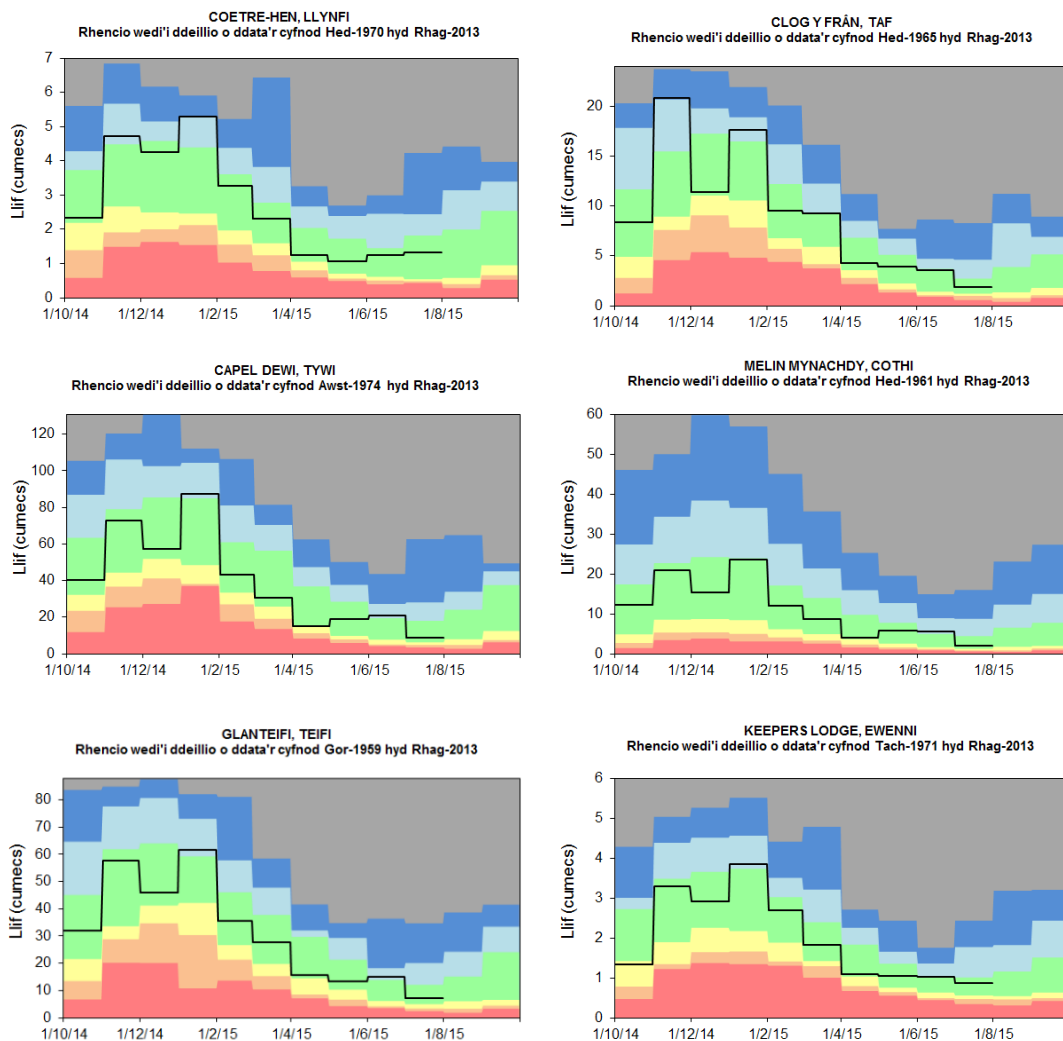 COETRE-HEN, LLYNFI
Rhencio wedi'i ddeillio o ddata'r cyfnod Hed-1970 hyd Rhag-2013
Llif (cumecs)
7
6
5
4
3
2
1
0
1/10/14 1/12/14 1/2/15 1/4/15 1/6/15 1/8/15
CLOG Y FRÂN, TAF
Rhencio wedi'i ddeillio o ddata'r cyfnod Hed-1965 hyd Rhag-2013
Llif (cumecs)
20
15
10
5
0
1/10/14 1/12/14 1/2/15 1/4/15 1/6/15 1/8/15
CAPEL DEWI, TYWI
Rhencio wedi'i ddeillio o ddata'r cyfnod Awst-1974 hyd Rhag-2013
Llif (cumecs)
120
100
80
60
40
20
0
1/10/14 1/12/14 1/2/15 1/4/15 1/6/15 1/8/15
MELIN MYNACHDY, COTHI
Rhencio wedi'i ddeillio o ddata'r cyfnod Hed-1961 hyd Rhag-2013
Llif (cumecs)
60
50
40
30
20
10
0
1/10/14 1/12/14 1/2/15 1/4/15 1/6/15 1/8/15
GLANTEIFI, TEIFI
Rhencio wedi'i ddeillio o ddata'r cyfnod Gor-1959 hyd Rhag-2013
Llif (cumecs)
80
70
60
50
40
30
20
10
0
1/10/14 1/12/14 1/2/15 1/4/15 1/6/15 1/8/15
KEEPERS LODGE, EWENNI
Rhencio wedi'i ddeillio o ddata'r cyfnod Tach-1971 hyd Rhag-2013
Llif (cumecs)
6
5
4
3
2
1
0
1/10/14 1/12/14 1/2/15 1/4/15 1/6/15 1/8/15